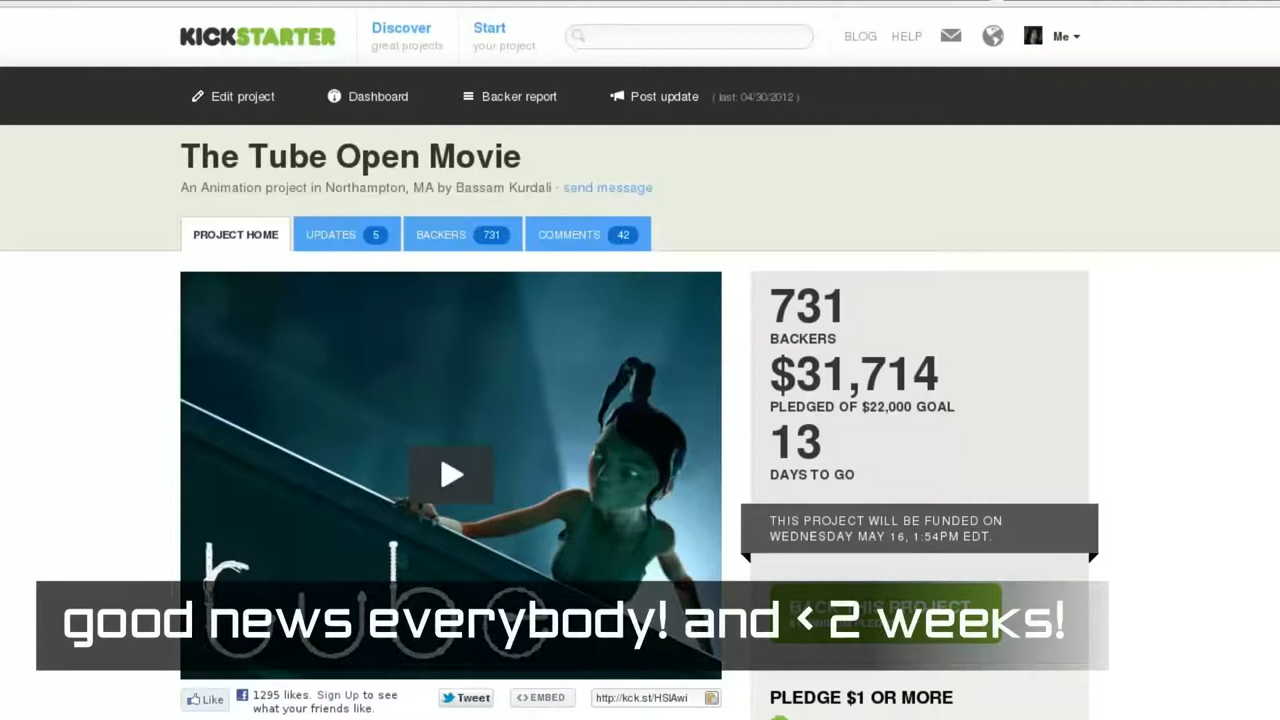 KICKSTARTER
Discover
great projects
Start
your project
BLOG HELP
Me
Edit project
Dashboard
Backer report
Post update ( last: 04/30/2012 )
The Tube Open Movie
An Animation project in Northampton, MA by Bassam Kurdali · send message
PROJECT HOME
UPDATES 5
BACKERS 731
COMMENTS 42
731
BACKERS
$31,714
PLEDGED OF $22,000 GOAL
13
DAYS TO GO
THIS PROJECT WILL BE FUNDED ON
WEDNESDAY MAY 16, 1:54PM EDT.
tube
BACK THIS PROJECT
good news everybody! and <2 weeks!
Like
1295 likes. Sign Up to see
what your friends like.
Tweet
<> EMBED
http://kck.st/HSlAwi
PLEDGE $1 OR MORE